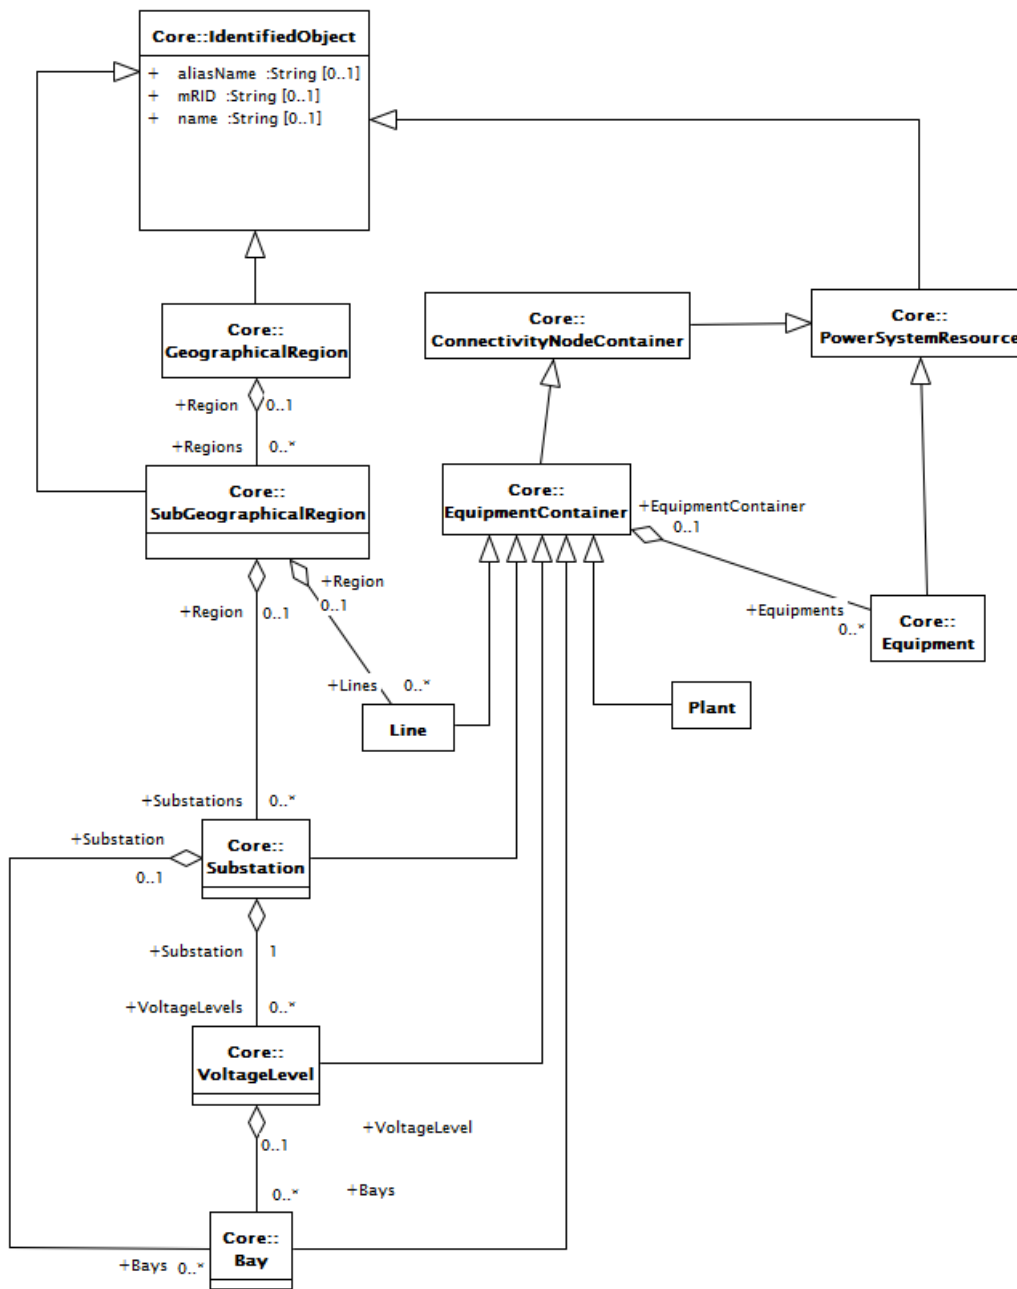 Core::IdentifiedObject
+ aliasName :String [0..1]
+ mRID :String [0..1]
+ name :String [0..1]
Core::
GeographicalRegion
Core::
ConnectivityNodeContainer
Core::
PowerSystemResource
+Region 0..1
+Regions 0..*
Core::
SubGeographicalRegion
Core::
EquipmentContainer
+EquipmentContainer
0..1
+Region
0..1
+Region 0..1
+Equipments
0..*
Core::
Equipment
+Lines 0..*
Line
Plant
+Substations 0..*
+Substation
0..1
Core::
Substation
+Substation 1
+VoltageLevels 0..*
Core::
VoltageLevel
+VoltageLevel
0..1
+Bays
0..*
Core::
Bay
+Bays 0..*